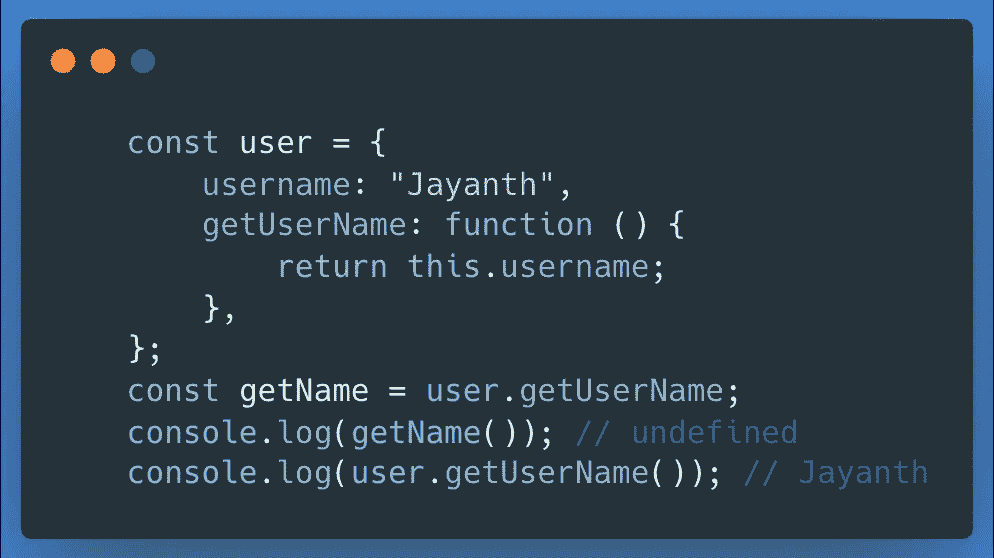 const user = {
    username: "Jayanth",
    getUserName: function () {
        return this.username;
    },
};
const getName = user.getUserName;
console.log(getName()); // undefined
console.log(user.getUserName()); // Jayanth